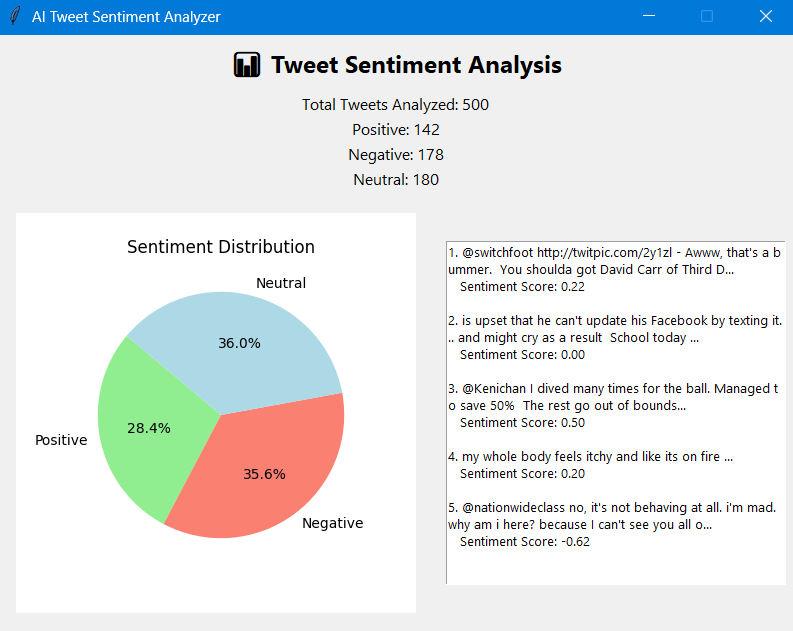 AI Tweet Sentiment Analyzer
Tweet Sentiment Analysis
Total Tweets Analyzed: 500
Positive: 142
Negative: 178
Neutral: 180
Sentiment Distribution
Neutral
36.0%
28.4%
Positive
35.6%
Negative
1. @switchfoot http://twitpic.com/2y1zl - Awww, that's a b
ummer.  You shoulda got David Carr of Third D...
Sentiment Score: 0.22
2. is upset that he can't update his Facebook by texting it.
.. and might cry as a result  School today ...
Sentiment Score: 0.00
3. @Kenichan I dived many times for the ball. Managed t
o save 50%  The rest go out of bounds...
Sentiment Score: 0.50
4. my whole body feels itchy and like its on fire ...
Sentiment Score: 0.20
5. @nationwideclass no, it's not behaving at all. i'm mad.
why am i here? because I can't see you all o...
Sentiment Score: -0.62